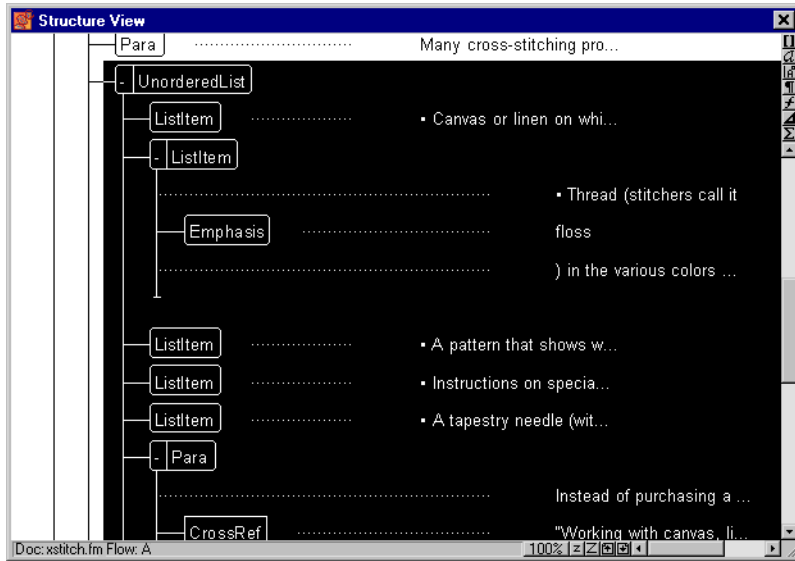 Structure View
Para Many cross-stitching pro...
- UnorderedList
ListItem ▪ Canvas or linen on whi...
- ListItem
▪ Thread (stitchers call it
Emphasis floss
) in the various colors ...
ListItem ▪ A pattern that shows w...
ListItem ▪ Instructions on specia...
ListItem ▪ A tapestry needle (wit...
- Para
Instead of purchasing a ...
CrossRef "Working with canvas, li...
Doc: xstitch.fm Flow: A 100% z Z